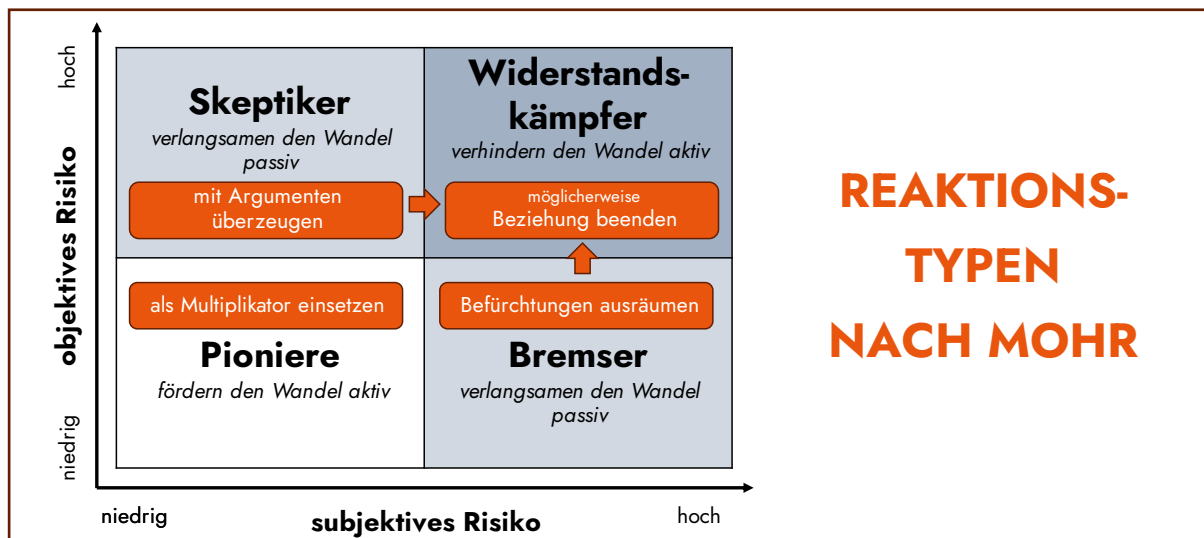 hoch
objektives Risiko
niedrig
Skeptiker
verlangsamen den Wandel
passiv
mit Argumenten
überzeugen
Widerstands-
kämpfer
verhindern den Wandel aktiv
möglicherweise
Beziehung beenden
als Multiplikator einsetzen
Pioniere
fördern den Wandel aktiv
Befürchtungen ausräumen
Bremser
verlangsamen den Wandel
passiv
niedrig
subjektives Risiko
hoch
REAKTIONS-
TYPEN
NACH MOHR